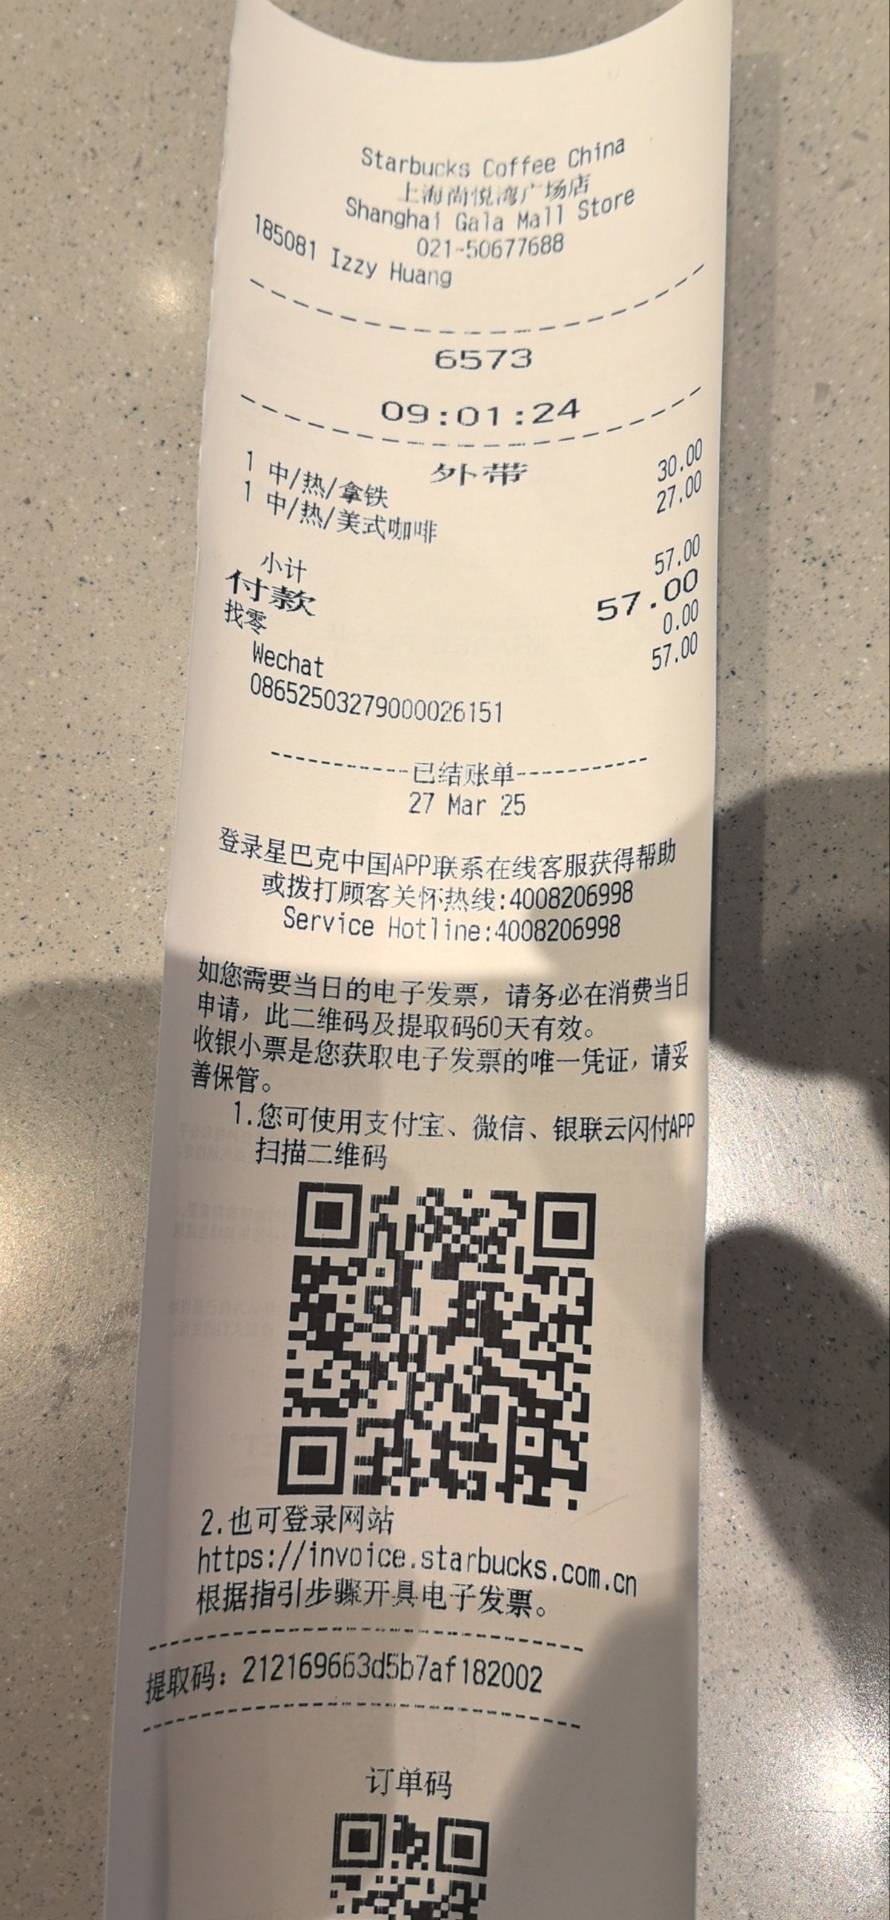 Starbucks Coffee China
上海尚悦湾广场店
Shanghai Gala Mall Store
021-50677688
185081 Izzy Huang
6573
09:01:24
外带
1 中/热/拿铁 30.00
1 中/热/美式咖啡 27.00
小计 57.00
付款 57.00
找零 0.00
Wechat 57.00
08652503279000026151
-----------已结账单-----------
27 Mar 25
登录星巴克中国APP联系在线客服获得帮助
或拨打顾客关怀热线:4008206998
Service Hotline:4008206998
如您需要当日的电子发票，请务必在消费当日
申请，此二维码及提取码60天有效。
收银小票是您获取电子发票的唯一凭证，请妥
善保管。
1.您可使用支付宝、微信、银联云闪付APP
扫描二维码
2.也可登录网站
https://invoice.starbucks.com.cn
根据指引步骤开具电子发票。
提取码：212169663d5b7af182002
订单码